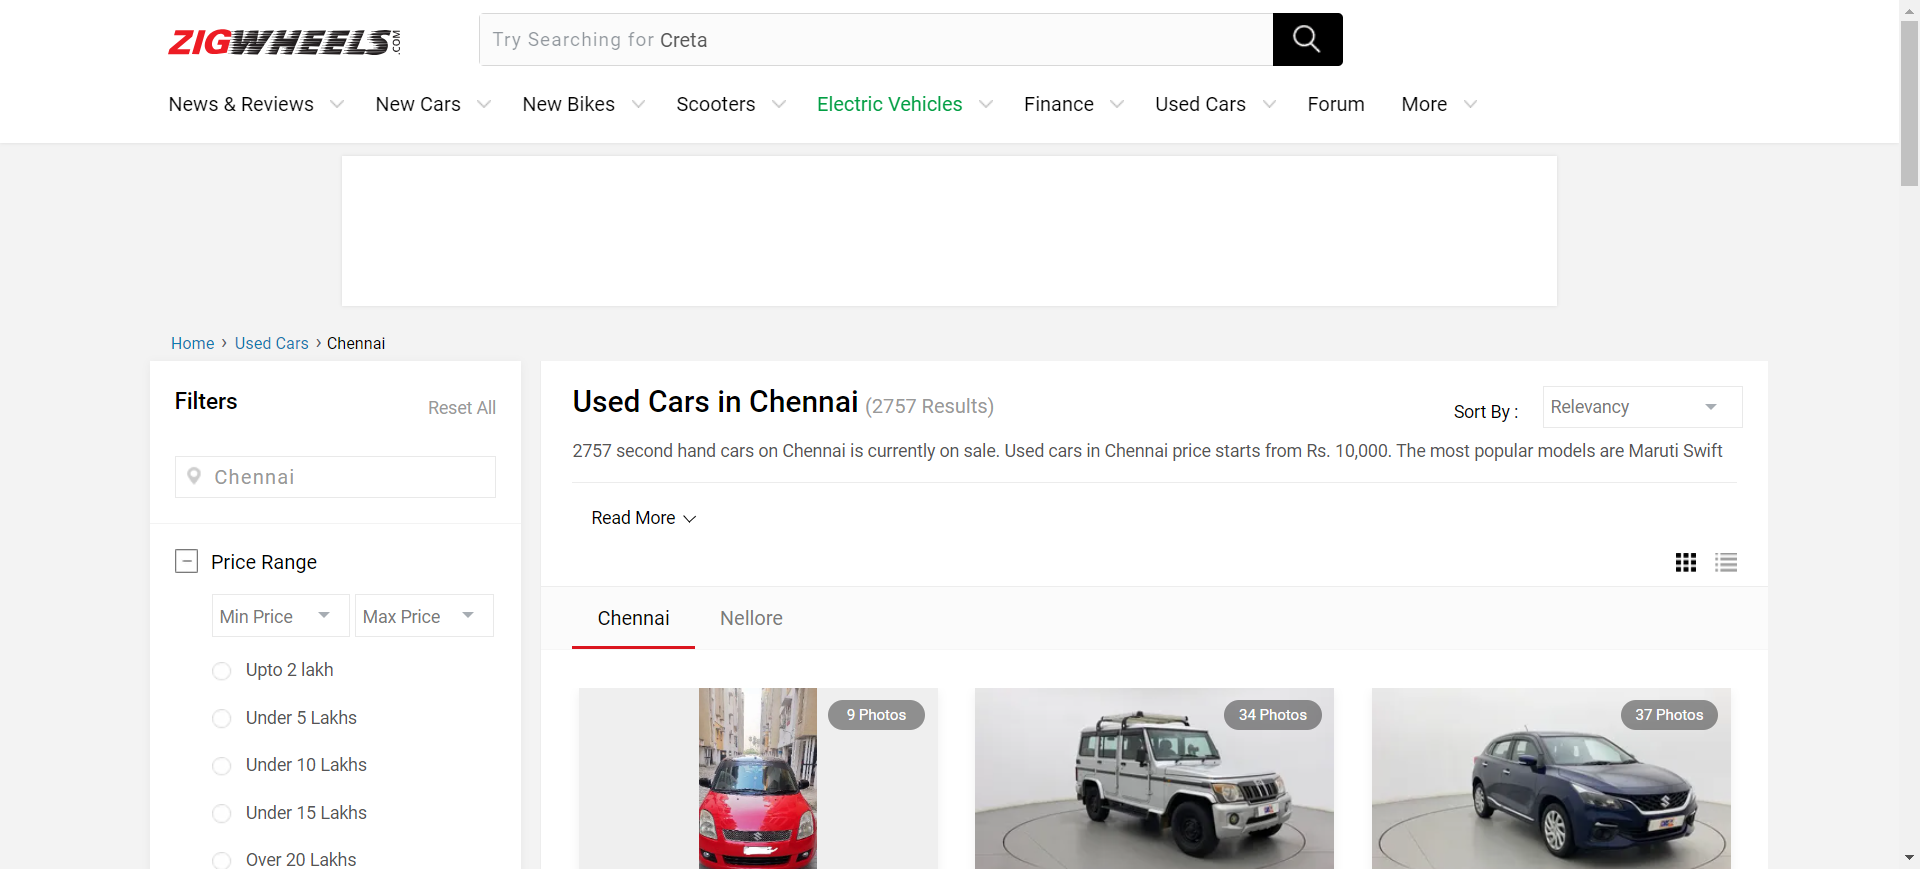 ZIGWHEELS.COM
Try Searching for Creta
News & Reviews
New Cars
New Bikes
Scooters
Electric Vehicles
Finance
Used Cars
Forum
More
Home › Used Cars › Chennai
Filters
Reset All
Chennai
Price Range
Min Price
Max Price
Upto 2 lakh
Under 5 Lakhs
Under 10 Lakhs
Under 15 Lakhs
Over 20 Lakhs
Used Cars in Chennai (2757 Results)
Sort By :
Relevancy
2757 second hand cars on Chennai is currently on sale. Used cars in Chennai price starts from Rs. 10,000. The most popular models are Maruti Swift
Read More
Chennai
Nellore
9 Photos
34 Photos
37 Photos